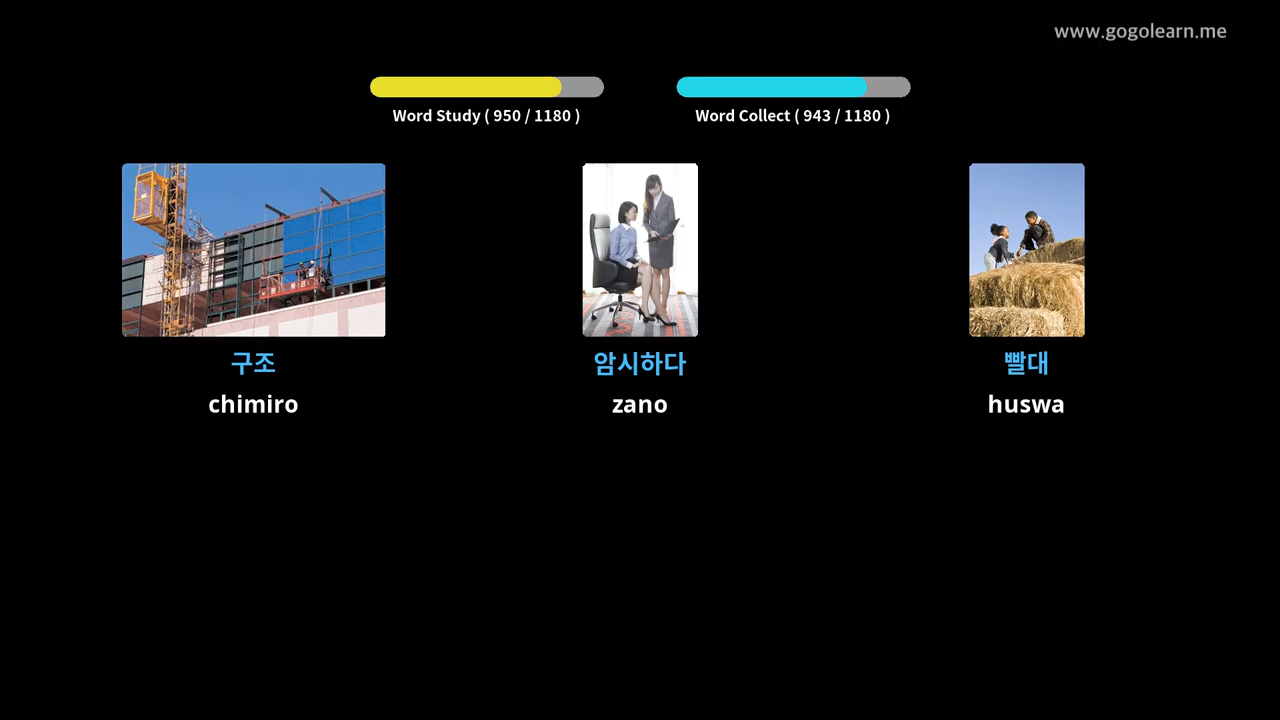 www.gogolearn.me
Word Study ( 950 / 1180 )
Word Collect ( 943 / 1180 )
구조
암시하다
빨대
chimiro
zano
huswa